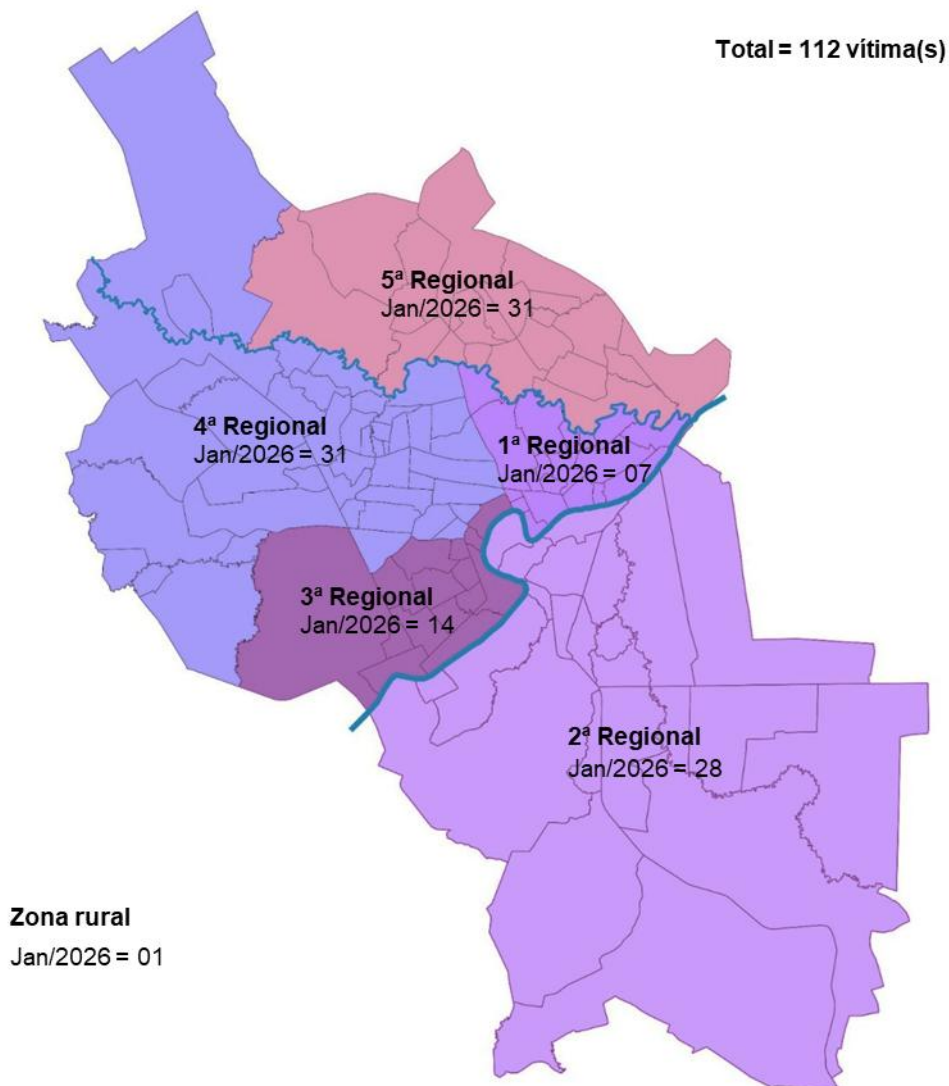 Total = 112 vítima(s)
5ª Regional
Jan/2026 = 31
4ª Regional
Jan/2026 = 31
1ª Regional
Jan/2026 = 07
3ª Regional
Jan/2026 = 14
2ª Regional
Jan/2026 = 28
Zona rural
Jan/2026 = 01